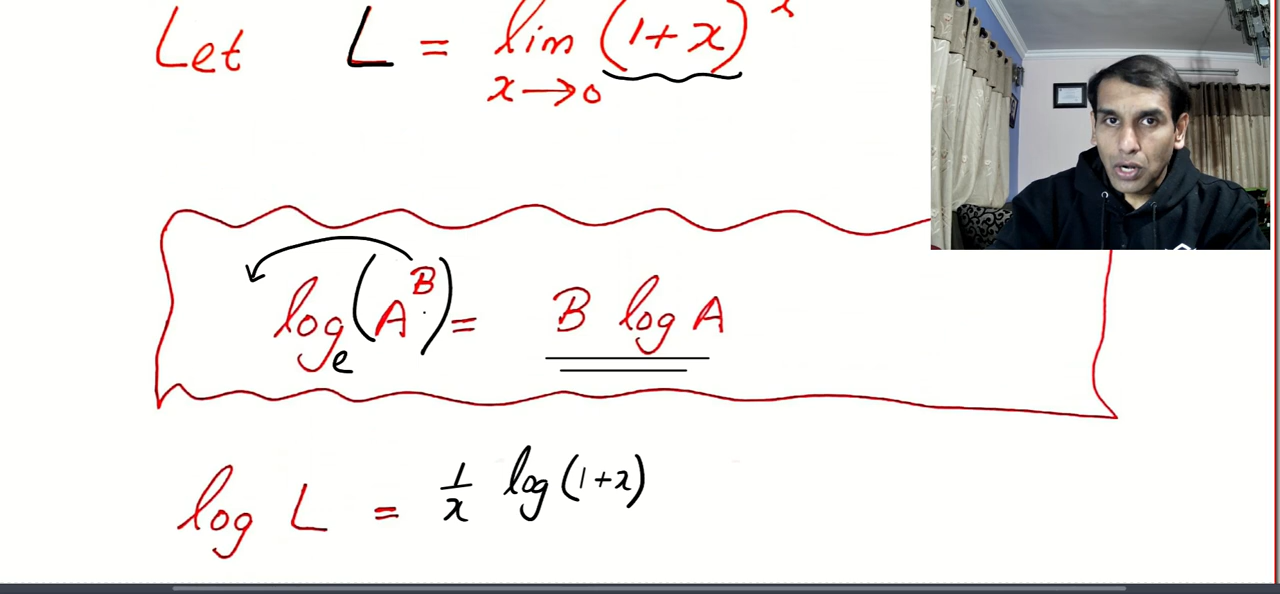 Let L = lim (1+x)
x→0
log e (A^B) = B log A
log L = 1/x log(1+x)